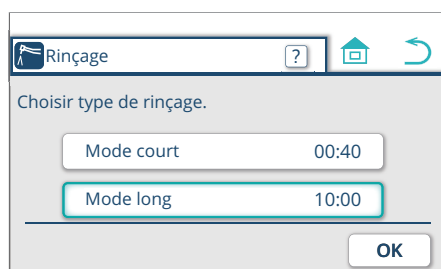 Rinçage ?
Choisir type de rinçage.
Mode court 00:40
Mode long 10:00
OK